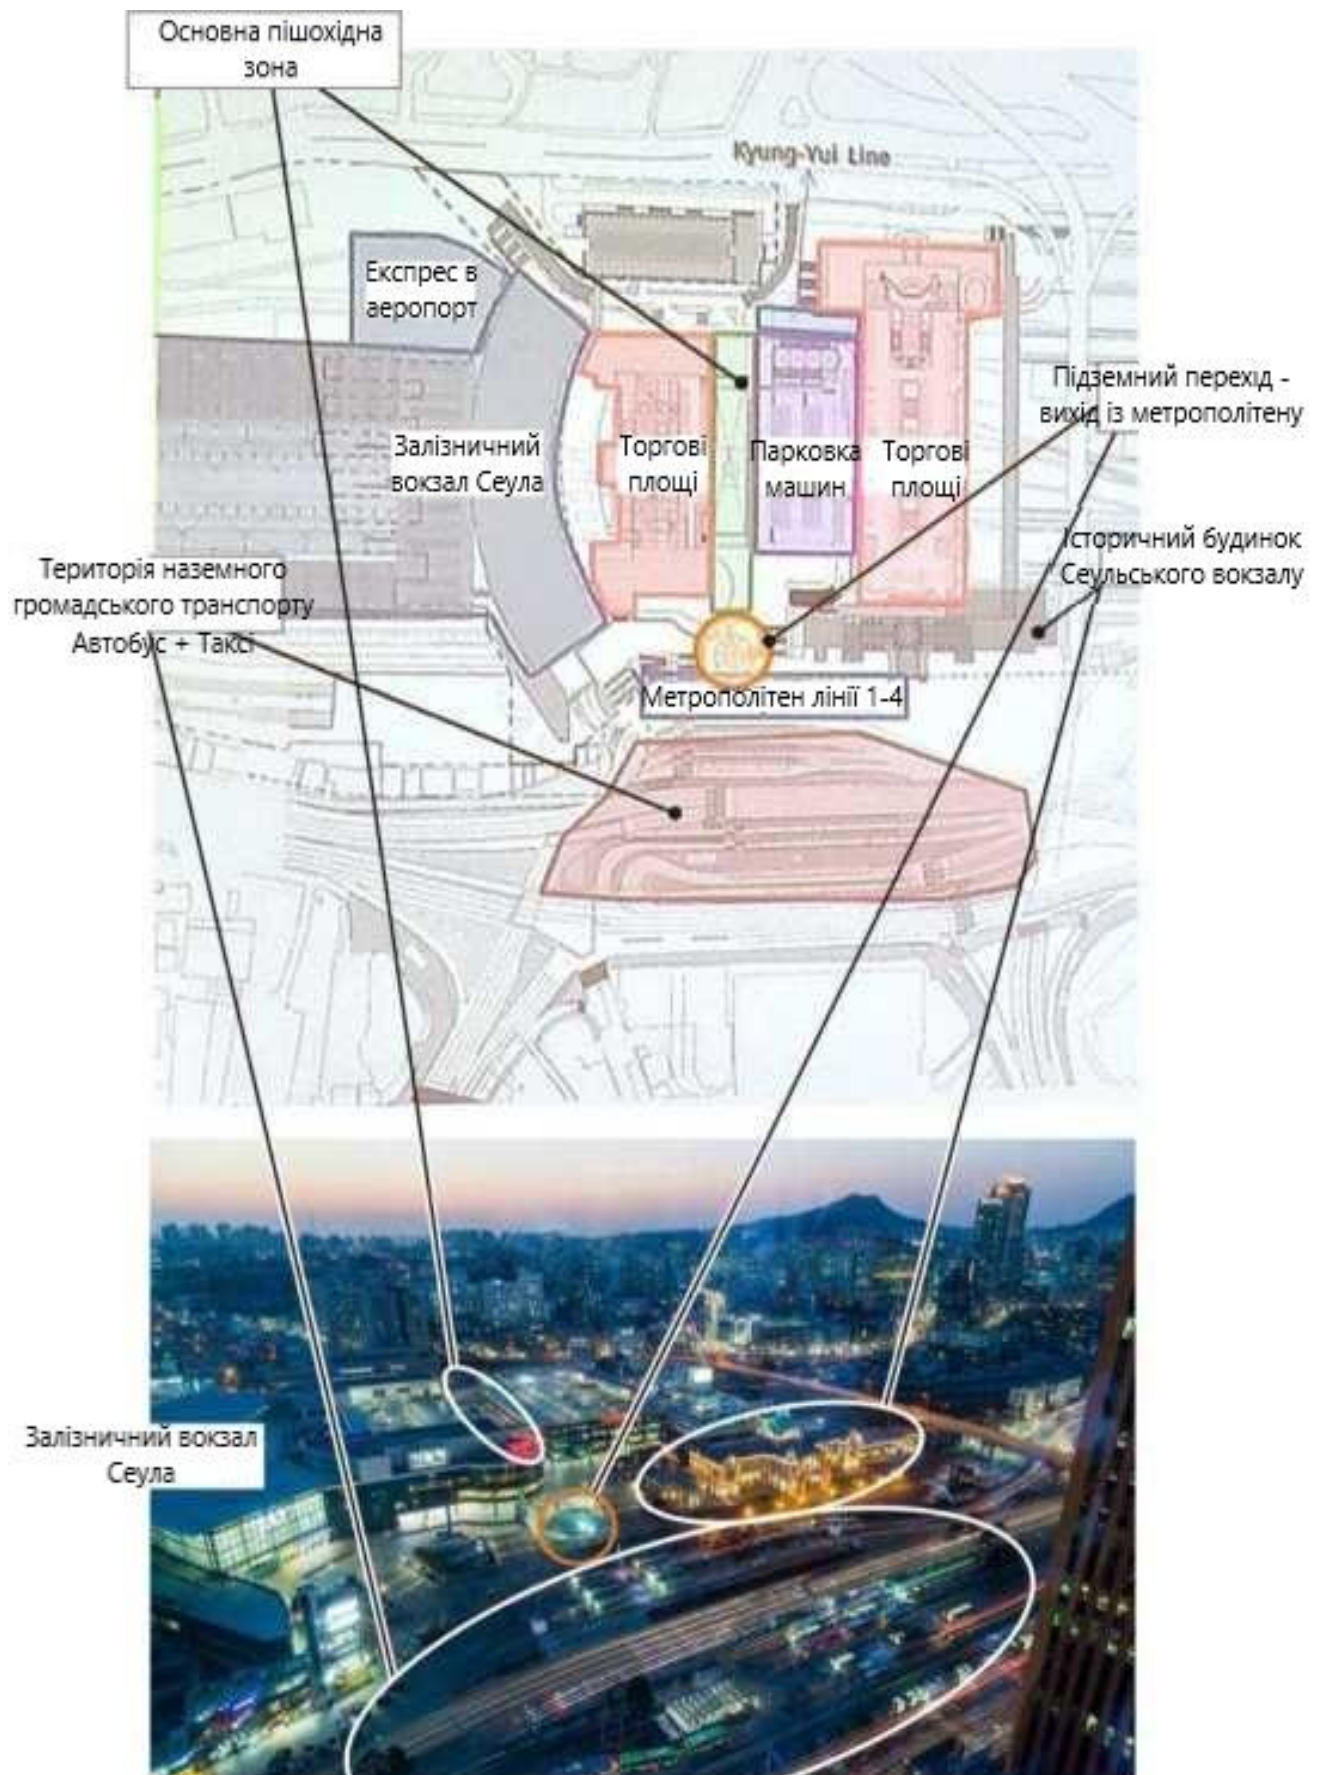 Основна пішохідна
зона
Kyung-Yui Line
Експрес в
аеропорт
Підземний перехід -
вихід із метрополітену
Залізничний
вокзал Сеула
Торгові
площі
Парковка
машин
Торгові
площі
Історичний будинок
Сеульського вокзалу
Територія наземного
громадського транспорту
Автобус + Таксі
Метрополітен лінії 1-4
Залізничний вокзал
Сеула